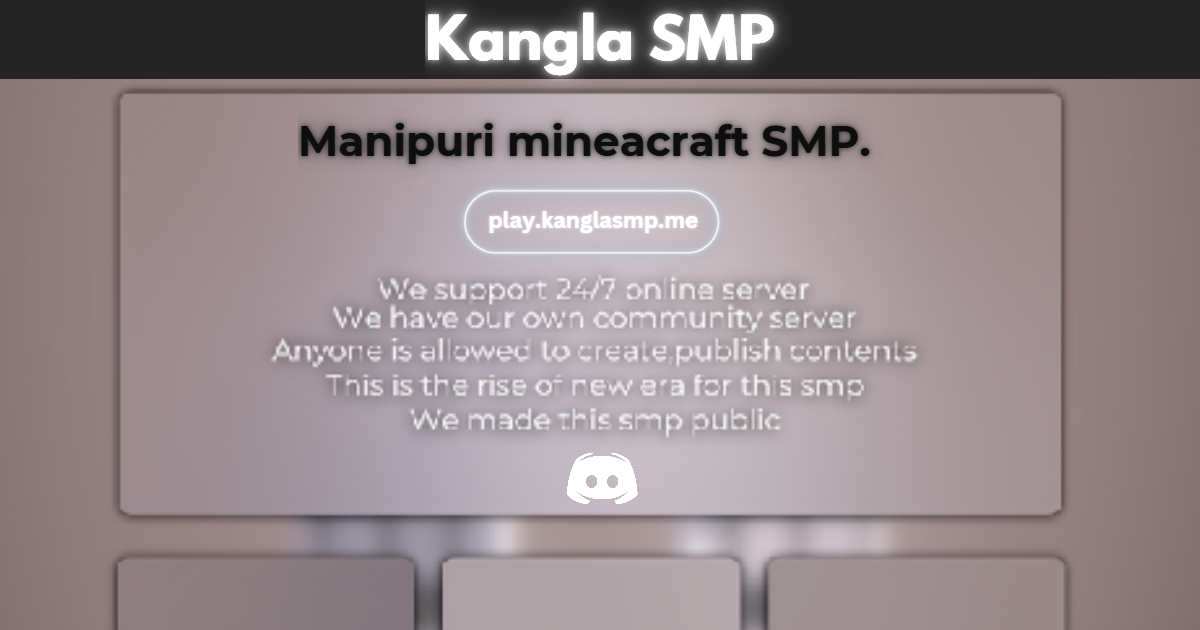 Kangla SMP
Manipuri mineacraft SMP.
play.kanglasmp.me
We support 24/7 online server
We have our own community server
Anyone is allowed to create,publish contents
This is the rise of new era for this smp
We made this smp public